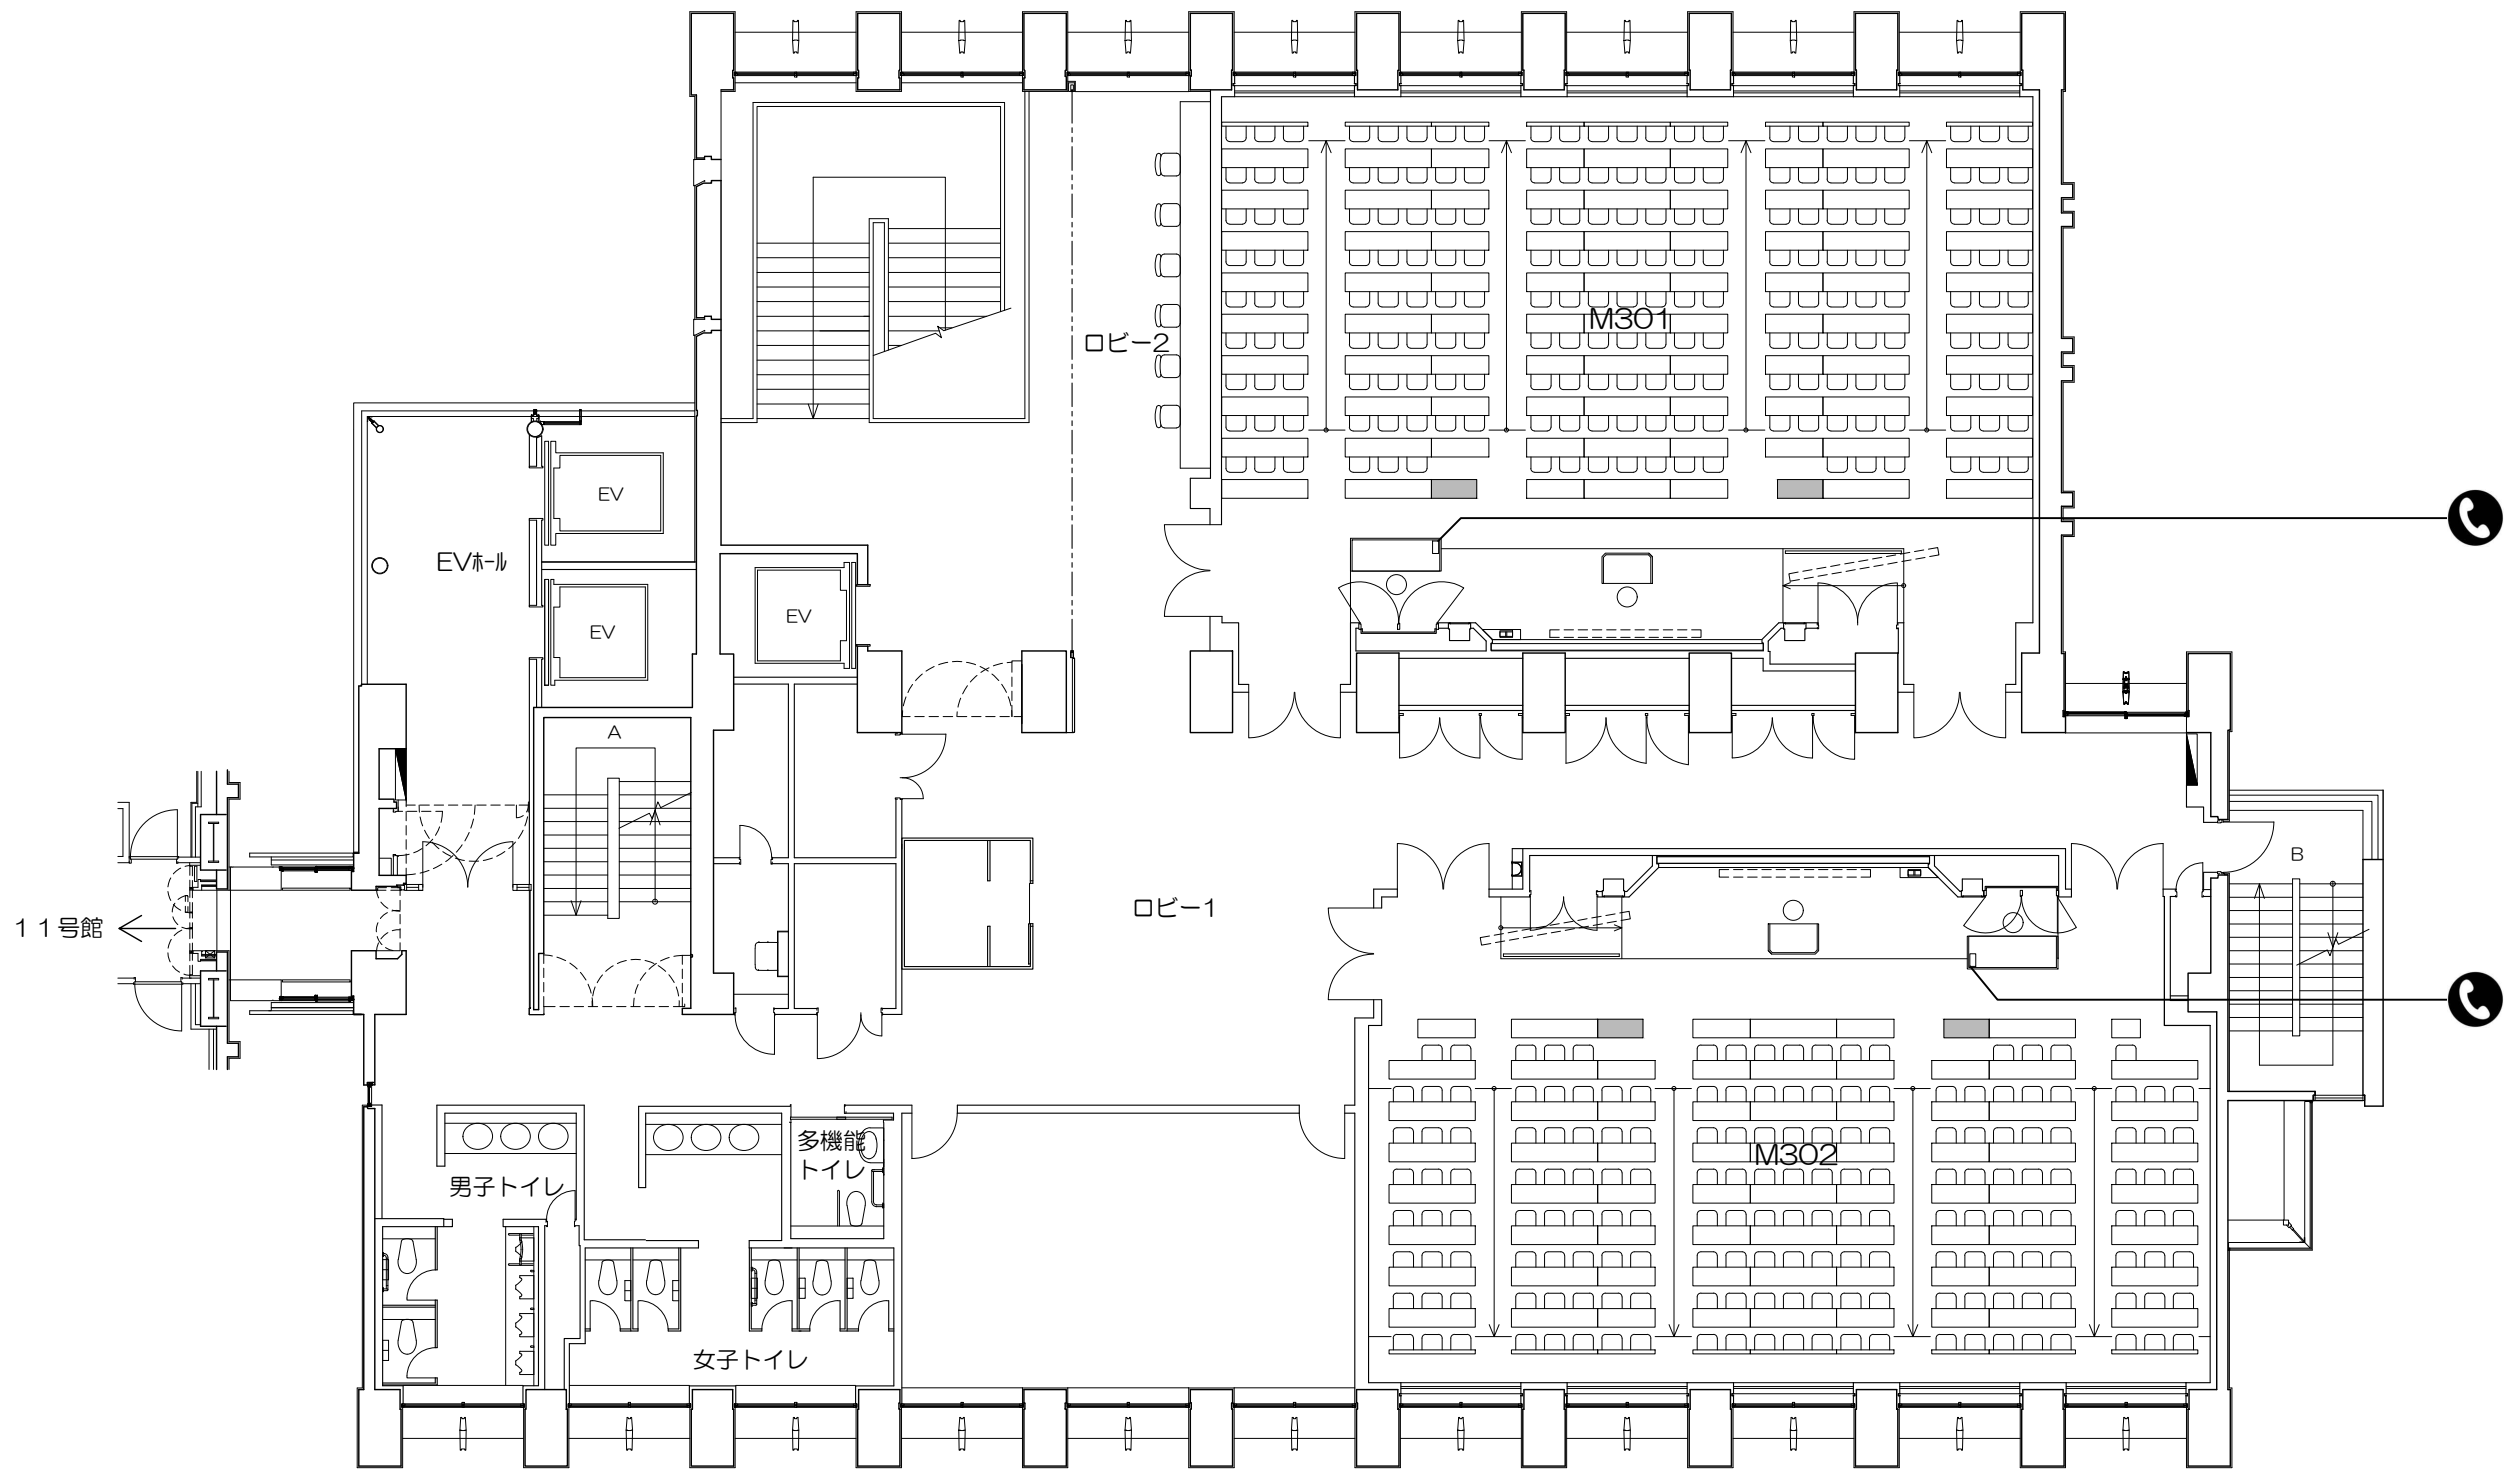 M301
ロビー2
EV
EVホール
EV
EV
A
B
ロビー1
１１号館
M302
多機能
トイレ
男子トイレ
女子トイレ